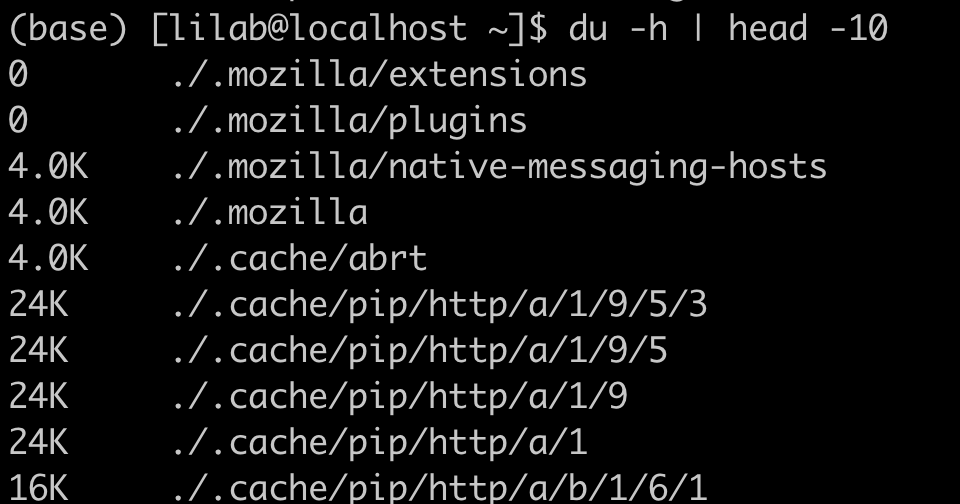 (base) [lilab@localhost ~]$ du -h | head -10
0 ./.mozilla/extensions
0 ./.mozilla/plugins
4.0K ./.mozilla/native-messaging-hosts
4.0K ./.mozilla
4.0K ./.cache/abrt
24K ./.cache/pip/http/a/1/9/5/3
24K ./.cache/pip/http/a/1/9/5
24K ./.cache/pip/http/a/1/9
24K ./.cache/pip/http/a/1
16K ./.cache/pip/http/a/b/1/6/1